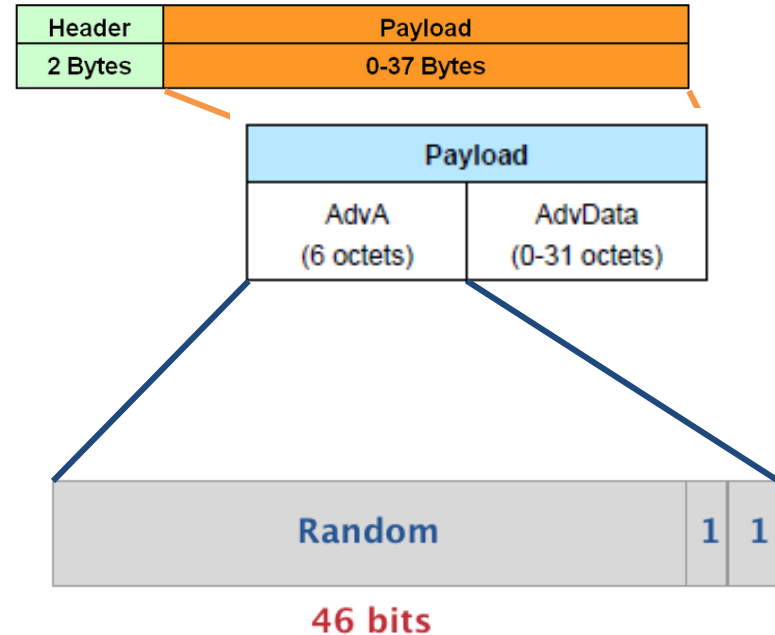 Header Payload
2 Bytes 0-37 Bytes
Payload
AdvA AdvData
(6 octets) (0-31 octets)
Random 1 1
46 bits